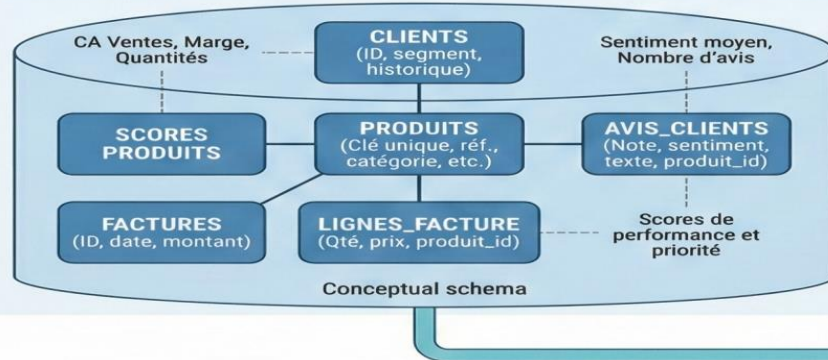 CA Ventes, Marge,
Quantités
CLIENTS
(ID, segment,
historique)
Sentiment moyen,
Nombre d'avis
SCORES
PRODUITS
PRODUITS
(Clé unique, réf.,
catégorie, etc.)
AVIS_CLIENTS
(Note, sentiment,
texte, produit_id)
FACTURES
(ID, date, montant)
LIGNES_FACTURE
(Qté, prix, produit_id)
Scores de
performance et
priorité
Conceptual schema